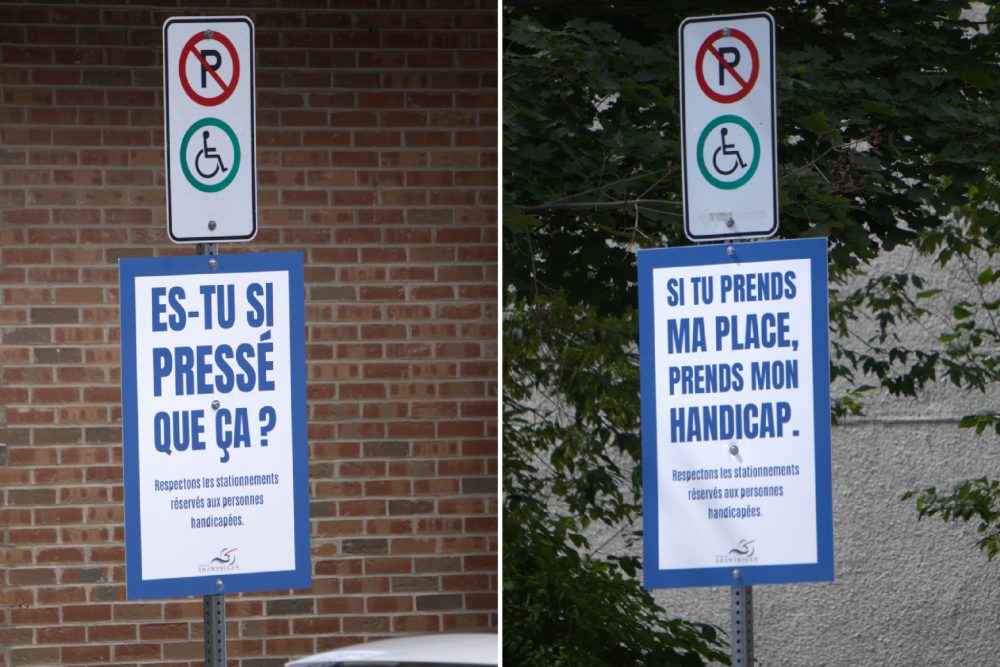 P
ES-TU SI
PRESSÉ
QUE ÇA ?
Respectons les stationnements
réservés aux personnes
handicapées.
SHAWINIGAN
P
SI TU PRENDS
MA PLACE,
PRENDS MON
HANDICAP.
Respectons les stationnements
réservés aux personnes
handicapées.
SHAWINIGAN